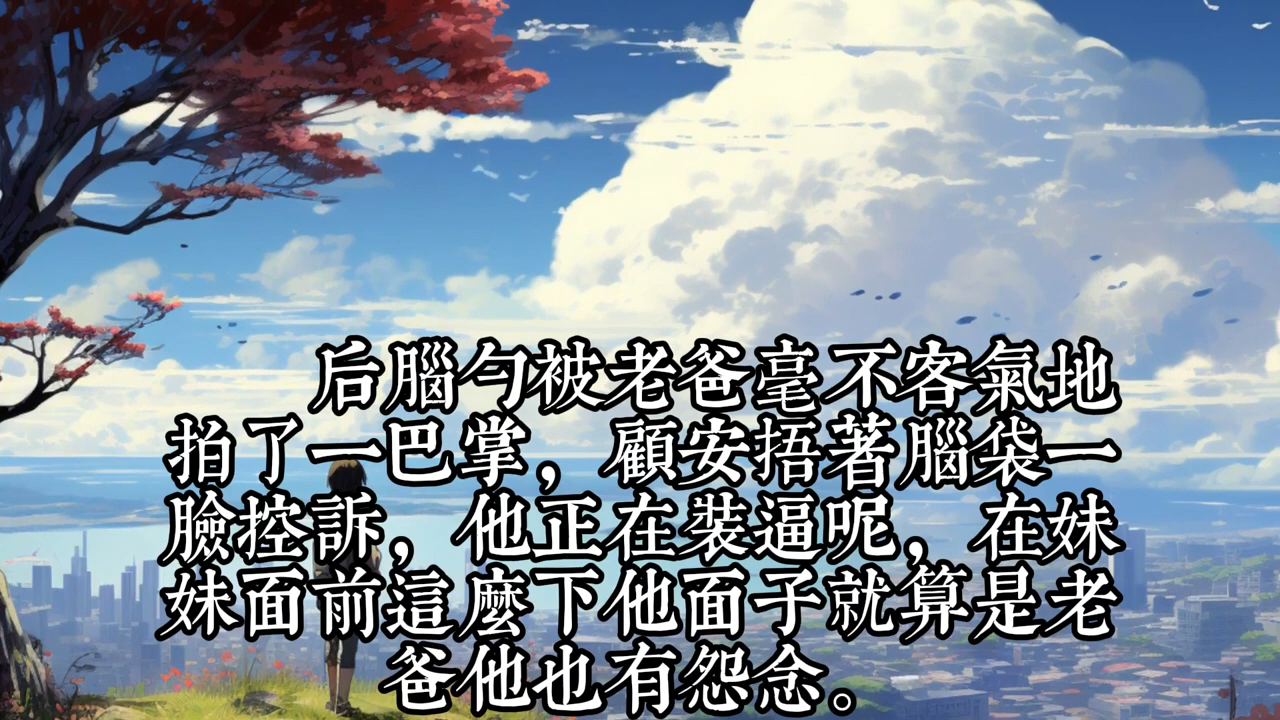 后腦勺被老爸毫不客氣地
拍了一巴掌，顧安捂著腦袋一
臉控訴，他正在裝逼呢，在妹
妹面前這麼下他面子就算是老
爸他也有怨念。